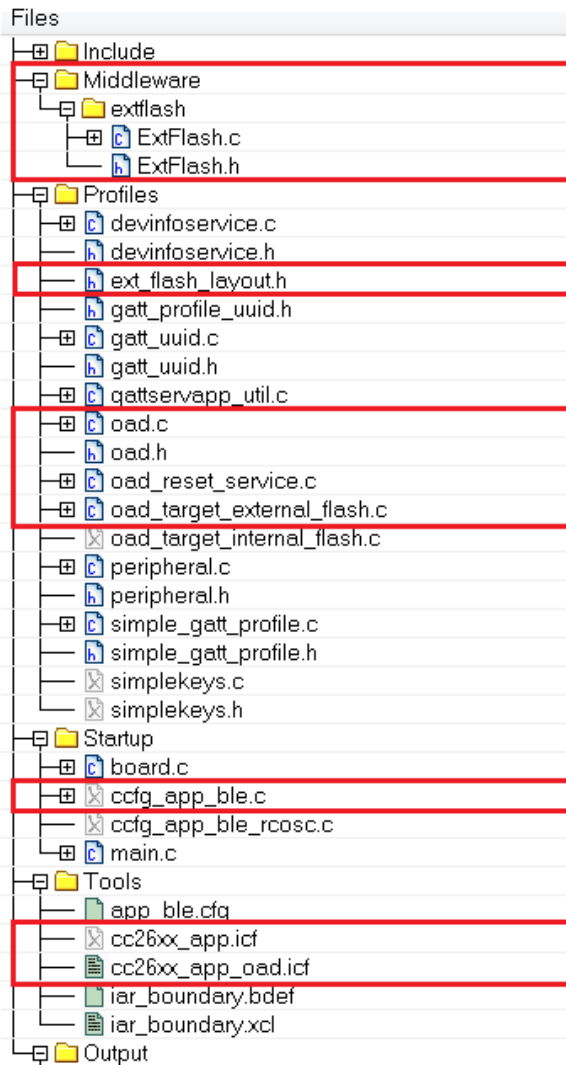 Files
Include
Middleware
extflash
ExtFlash.c
ExtFlash.h
Profiles
devinfoservice.c
devinfoservice.h
ext_flash_layout.h
gatt_profile_uuid.h
gatt_uuid.c
gatt_uuid.h
gattservapp_util.c
oad.c
oad.h
oad_reset_service.c
oad_target_external_flash.c
oad_target_internal_flash.c
peripheral.c
peripheral.h
simple_gatt_profile.c
simple_gatt_profile.h
simplekeys.c
simplekeys.h
Startup
board.c
ccfg_app_ble.c
ccfg_app_ble_rcosc.c
main.c
Tools
app_ble.cfg
cc26xx_app.icf
cc26xx_app_oad.icf
iar_boundary.bdef
iar_boundary.xcl
Output